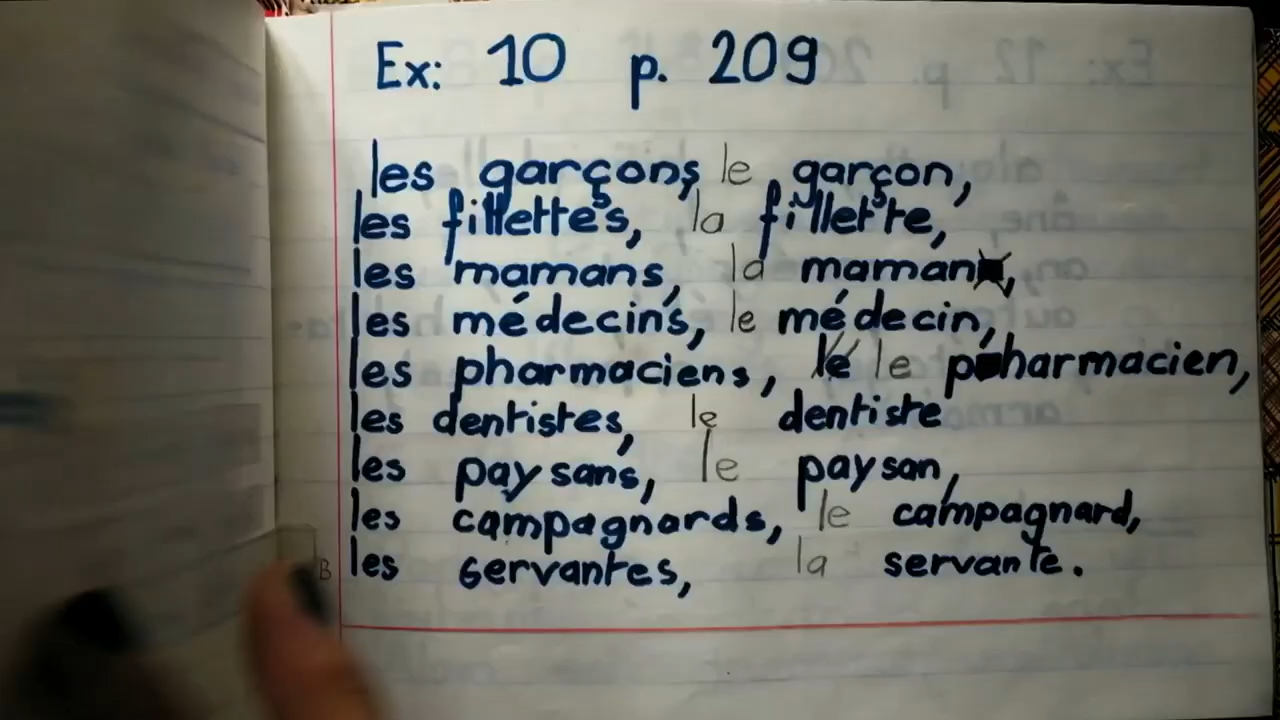 Ex: 10 p. 209
les garçons le garçon,
les fillettes, la fillette,
les mamans, la maman,
les médecins, le médecin,
les pharmaciens, le le pharmacien,
les dentistes, le dentiste
les paysans, le paysan,
les campagnards, le campagnard,
B les servantes, la servante.